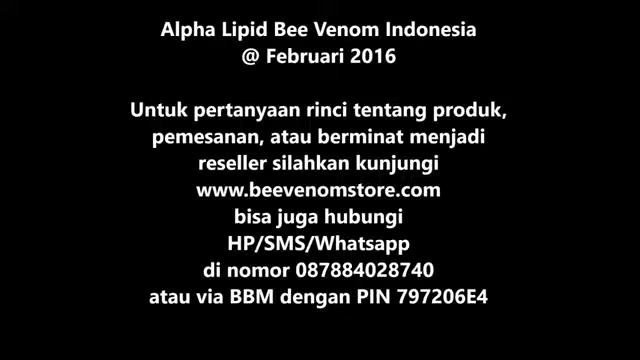 Alpha Lipid Bee Venom Indonesia
@ Februari 2016
Untuk pertanyaan rinci tentang produk,
pemesanan, atau berminat menjadi
reseller silahkan kunjungi
www.beevenomstore.com
bisa juga hubungi
HP/SMS/Whatsapp
di nomor 087884028740
atau via BBM dengan PIN 797206E4